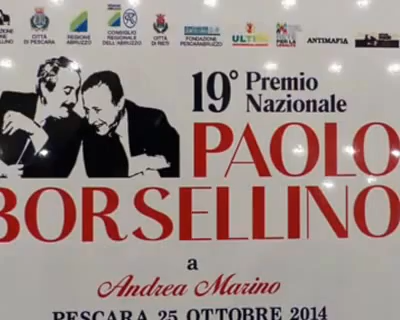 CITTÀ
DI PESCARA
REGIONE
ABRUZZO
CONSIGLIO
REGIONALE
DELL'ABRUZZO
CITTÀ
DI RIETI
FONDAZIONE
PESCARABRUZZO
ANTIMAFIA
19° Premio
Nazionale
PAOLO
BORSELLINO
a
Andrea Marino
PESCARA 25 OTTOBRE 2014